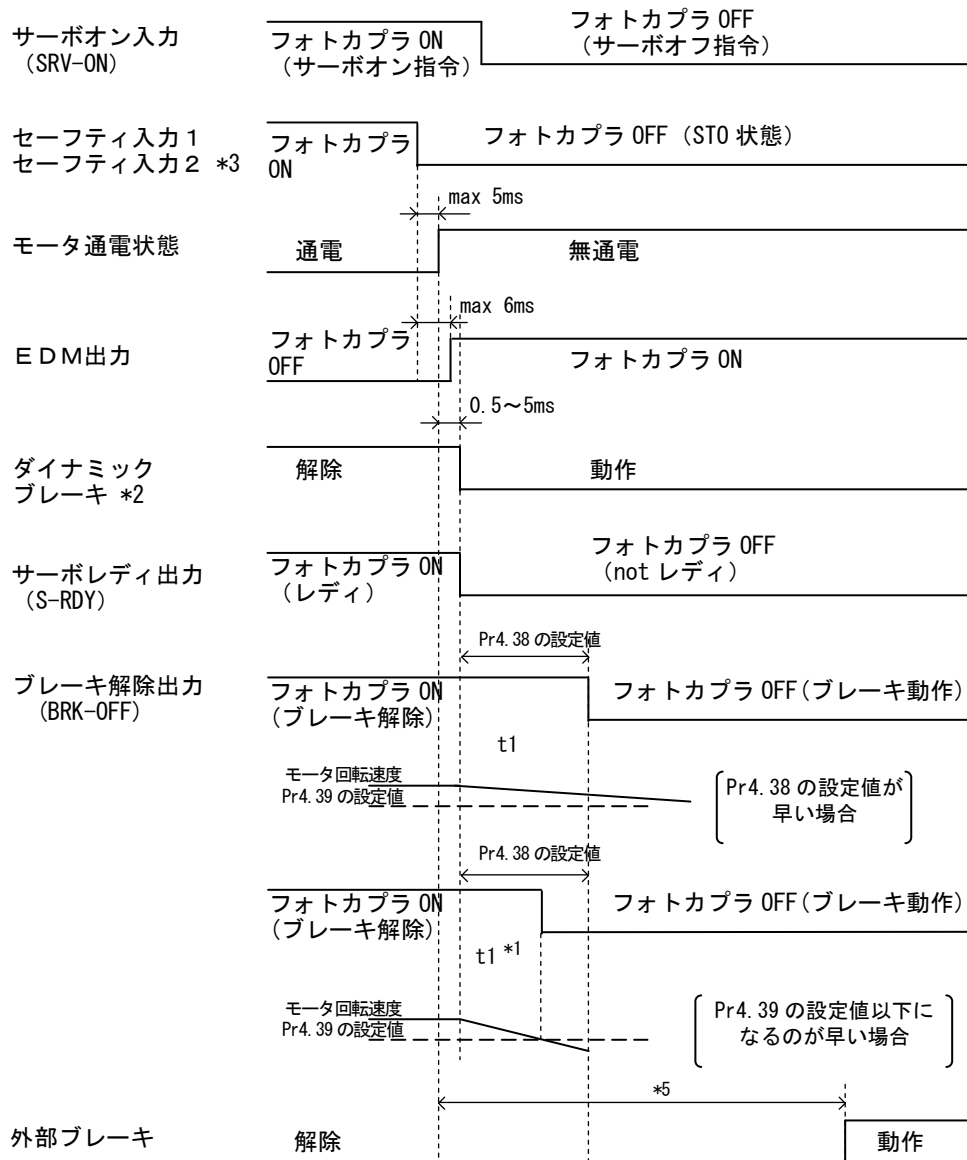 サーボオン入力
(SRV-ON)
フォトカプラ ON
(サーボオン指令)
フォトカプラ OFF
(サーボオフ指令)
セーフティ入力1
セーフティ入力2 *3
フォトカプラ
ON
フォトカプラ OFF (STO 状態)
max 5ms
モータ通電状態
通電
無通電
max 6ms
EDM出力
フォトカプラ
OFF
フォトカプラ ON
0.5～5ms
ダイナミック
ブレーキ *2
解除
動作
サーボレディ出力
(S-RDY)
フォトカプラ ON
(レディ)
フォトカプラ OFF
(not レディ)
Pr4.38 の設定値
ブレーキ解除出力
(BRK-OFF)
フォトカプラ ON
(ブレーキ解除)
フォトカプラ OFF(ブレーキ動作)
t1
モータ回転速度
Pr4.39 の設定値
Pr4.38 の設定値が
早い場合
Pr4.38 の設定値
フォトカプラ ON
(ブレーキ解除)
フォトカプラ OFF(ブレーキ動作)
t1 *1
モータ回転速度
Pr4.39 の設定値
Pr4.39 の設定値以下に
なるのが早い場合
*5
外部ブレーキ
解除
動作